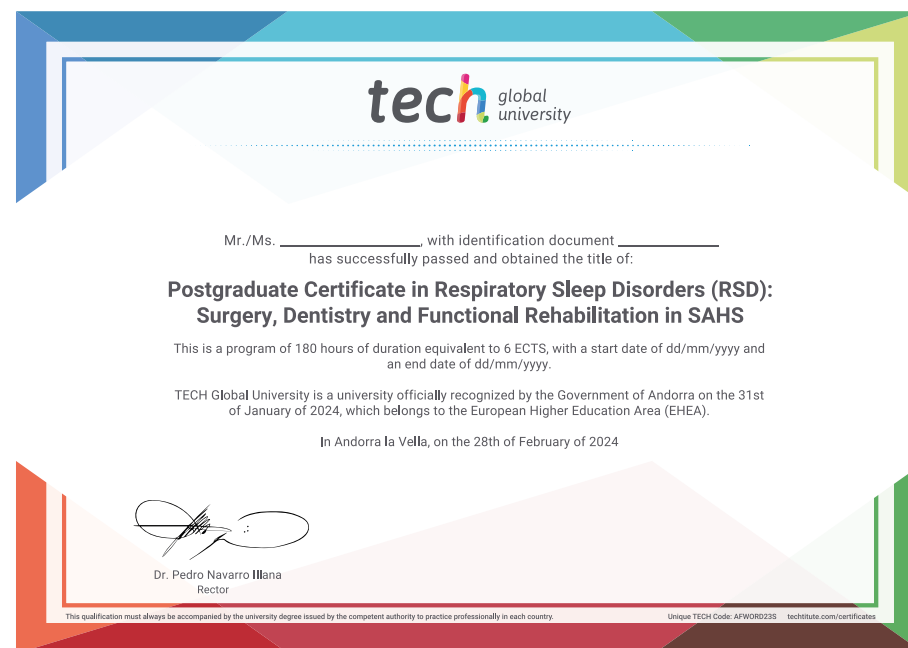 tech global university
Mr./Ms. ____________________, with identification document ______________
has successfully passed and obtained the title of:
Postgraduate Certificate in Respiratory Sleep Disorders (RSD):
Surgery, Dentistry and Functional Rehabilitation in SAHS
This is a program of 180 hours of duration equivalent to 6 ECTS, with a start date of dd/mm/yyyy and
an end date of dd/mm/yyyy.
TECH Global University is a university officially recognized by the Government of Andorra on the 31st
of January of 2024, which belongs to the European Higher Education Area (EHEA).
In Andorra la Vella, on the 28th of February of 2024
Dr. Pedro Navarro Illana
Rector
This qualification must always be accompanied by the university degree issued by the competent authority to practice professionally in each country.
Unique TECH Code: AFWORD23S techtitute.com/certificates